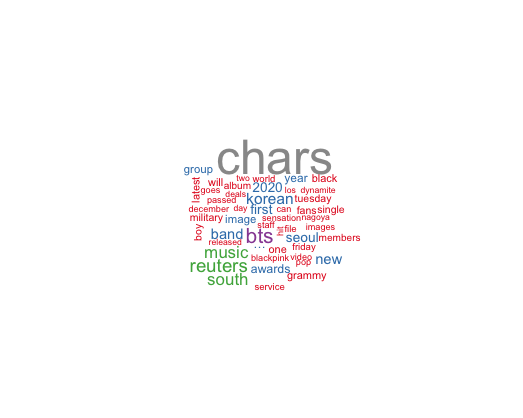 chars
group
latest
will
two
world
year
black
goes
album
2020
los
dynamite
passed
deals
korean
tuesday
december
day
first
can
fans
single
military
image
sensation
nagoya
boy
band
bts
staff
hit
file
images
released
seoul
members
...
one
friday
music
blackpink
video
pop
new
reuters
awards
grammy
south
service